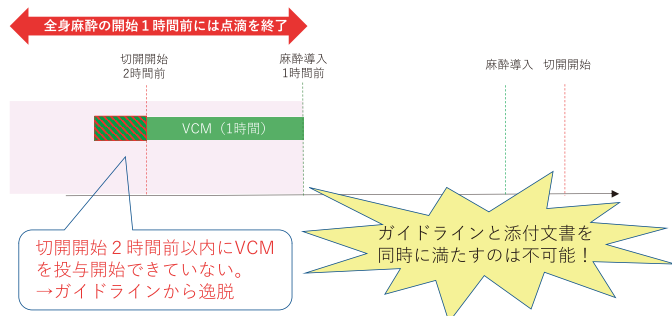 全身麻酔の開始１時間前には点滴を終了
切開開始
2時間前
麻酔導入
1時間前
麻酔導入
切開開始
VCM（1時間）
切開開始２時間前以内にVCM
を投与開始できていない。
→ガイドラインから逸脱
ガイドラインと添付文書を
同時に満たすのは不可能！